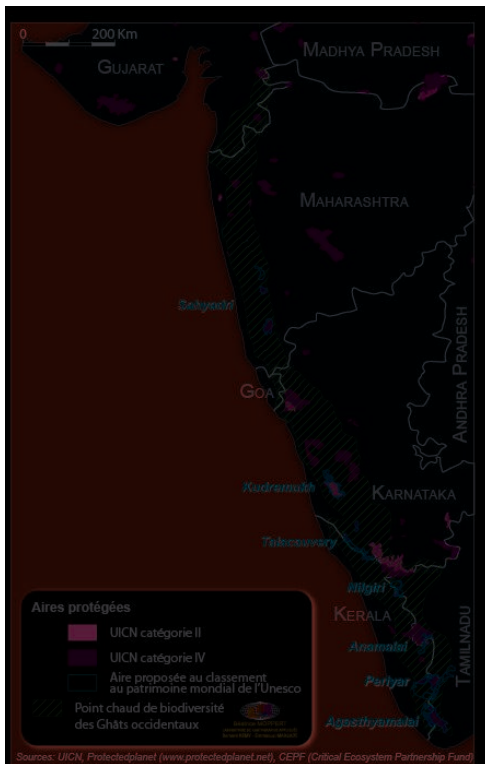 0 200 Km
MADHYA PRADESH
GUJARAT
MAHARASHTRA
Sahyadri
ANDHRA PRADESH
GOA
Kudremukh
KARNATAKA
Talacauvery
Nilgiri
KERALA
TAMILNADU
Anamalai
Periyar
Agasthyamalai
Aires protégées
UICN catégorie II
UICN catégorie IV
Aire proposée au classement
au patrimoine mondial de l'Unesco
Point chaud de biodiversité
des Ghâts occidentaux
Sources: UICN, Protectedplanet (www.protectedplanet.net), CEPF (Critical Ecosystem Partnership Fund)